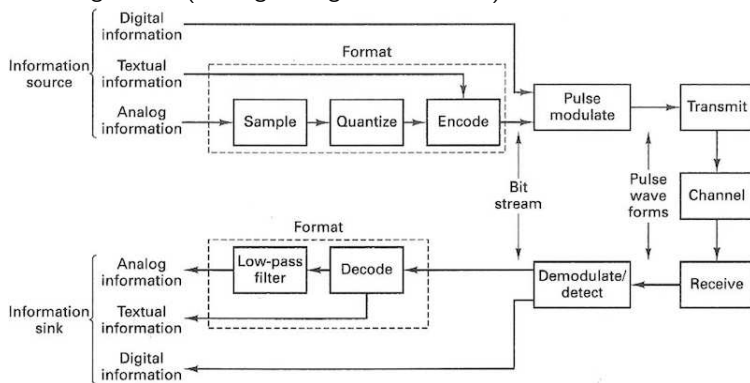 Digital
information
Format
Information
source
Textual
information
Analog
information
Sample
Quantize
Encode
Pulse
modulate
Transmit
Bit
stream
Pulse
wave
forms
Channel
Format
Analog
information
Low-pass
filter
Decode
Demodulate/
detect
Receive
Information
sink
Textual
information
Digital
information